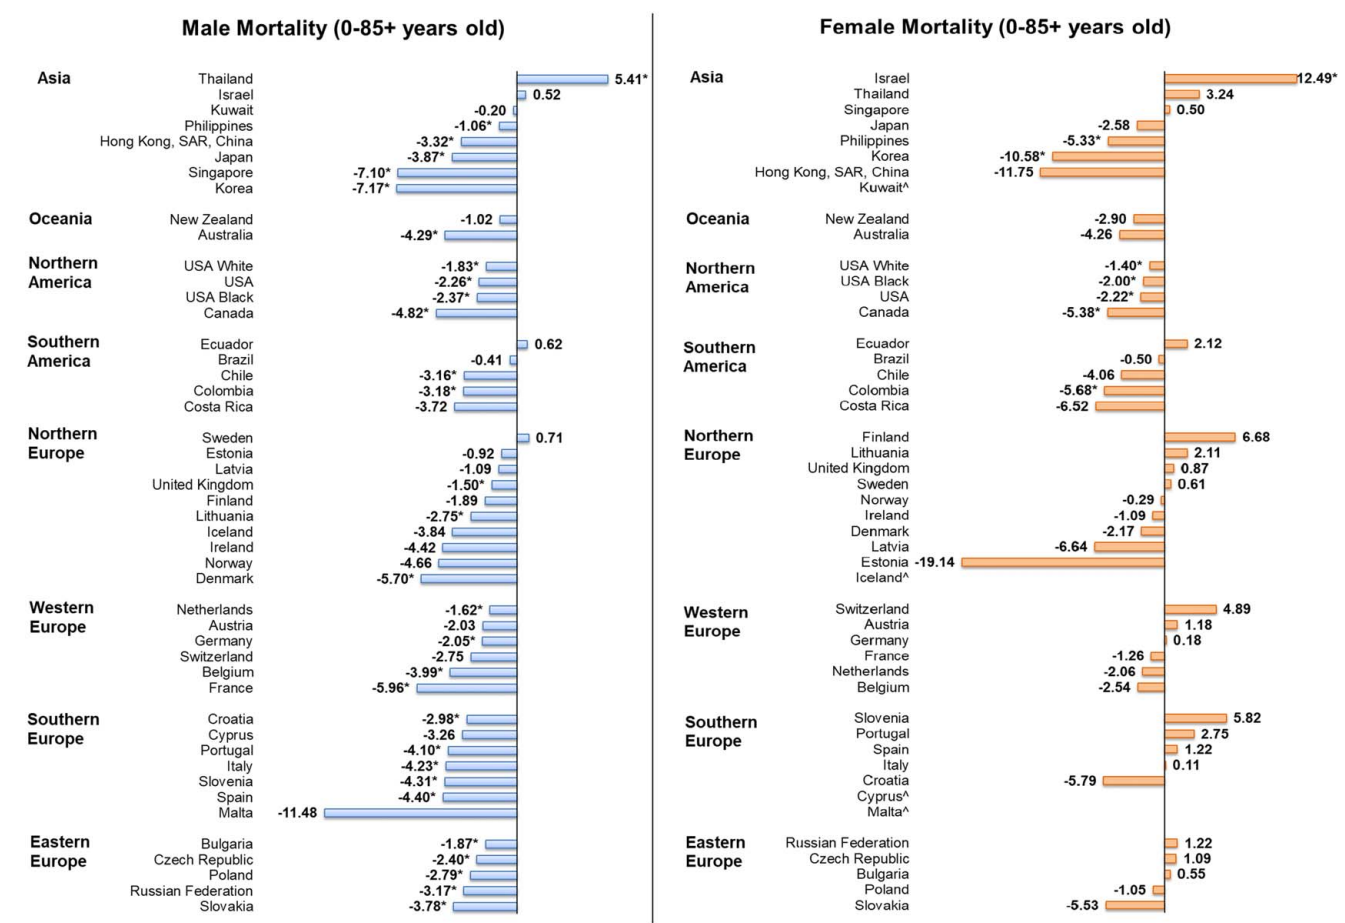 Male Mortality (0-85+ years old)
Asia
Thailand 5.41*
Israel 0.52
Kuwait -0.20
Philippines -1.06*
Hong Kong, SAR, China -3.32*
Japan -3.87*
Singapore -7.10*
Korea -7.17*
Oceania
New Zealand -1.02
Australia -4.29*
Northern
America
USA White -1.83*
USA -2.26*
USA Black -2.37*
Canada -4.82*
Southern
America
Ecuador 0.62
Brazil -0.41
Chile -3.16*
Colombia -3.18*
Costa Rica -3.72
Northern
Europe
Sweden 0.71
Estonia -0.92
Latvia -1.09
United Kingdom -1.50*
Finland -1.89
Lithuania -2.75*
Iceland -3.84
Ireland -4.42
Norway -4.66
Denmark -5.70*
Western
Europe
Netherlands -1.62*
Austria -2.03
Germany -2.05*
Switzerland -2.75
Belgium -3.99*
France -5.96*
Southern
Europe
Croatia -2.98*
Cyprus -3.26
Portugal -4.10*
Italy -4.23*
Slovenia -4.31*
Spain -4.40*
Malta -11.48
Eastern
Europe
Bulgaria -1.87*
Czech Republic -2.40*
Poland -2.79*
Russian Federation -3.17*
Slovakia -3.78*
Female Mortality (0-85+ years old)
Asia
Israel 12.49*
Thailand 3.24
Singapore 0.50
Japan -2.58
Philippines -5.33*
Korea -10.58*
Hong Kong, SAR, China -11.75
Kuwait^
Oceania
New Zealand -2.90
Australia -4.26
Northern
America
USA White -1.40*
USA Black -2.00*
USA -2.22*
Canada -5.38*
Southern
America
Ecuador 2.12
Brazil -0.50
Chile -4.06
Colombia -5.68*
Costa Rica -6.52
Northern
Europe
Finland 6.68
Lithuania 2.11
United Kingdom 0.87
Sweden 0.61
Norway -0.29
Ireland -1.09
Denmark -2.17
Latvia -6.64
Estonia -19.14
Iceland^
Western
Europe
Switzerland 4.89
Austria 1.18
Germany 0.18
France -1.26
Netherlands -2.06
Belgium -2.54
Southern
Europe
Slovenia 5.82
Portugal 2.75
Spain 1.22
Italy 0.11
Croatia -5.79
Cyprus^
Malta^
Eastern
Europe
Russian Federation 1.22
Czech Republic 1.09
Bulgaria 0.55
Poland -1.05
Slovakia -5.53